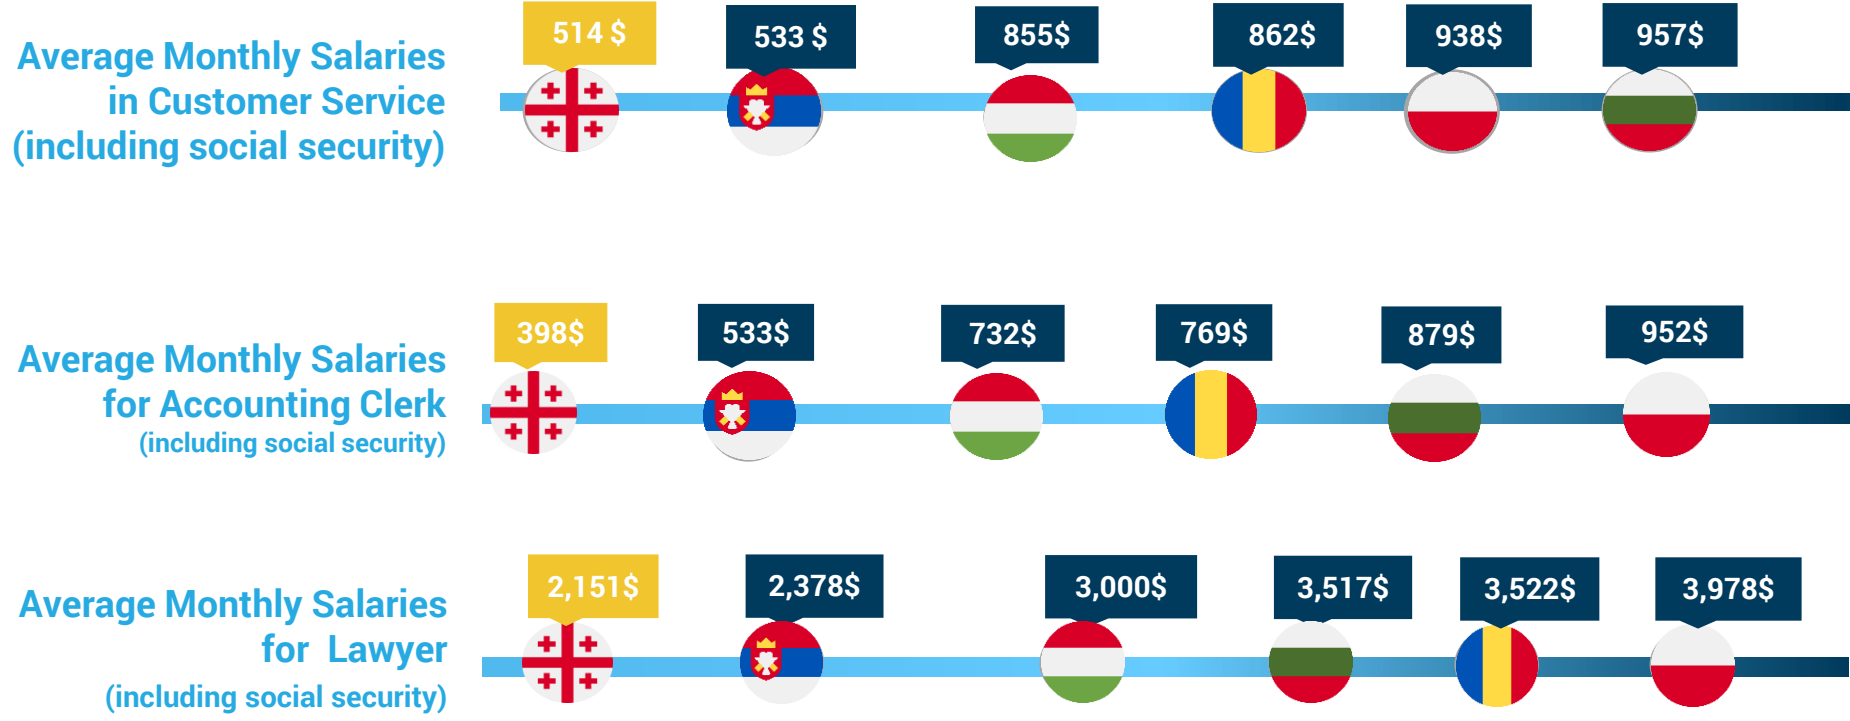 Average Monthly Salaries
in Customer Service
(including social security)
514 $
533 $
855$
862$
938$
957$
Average Monthly Salaries
for Accounting Clerk
(including social security)
398$
533$
732$
769$
879$
952$
Average Monthly Salaries
for Lawyer
(including social security)
2,151$
2,378$
3,000$
3,517$
3,522$
3,978$